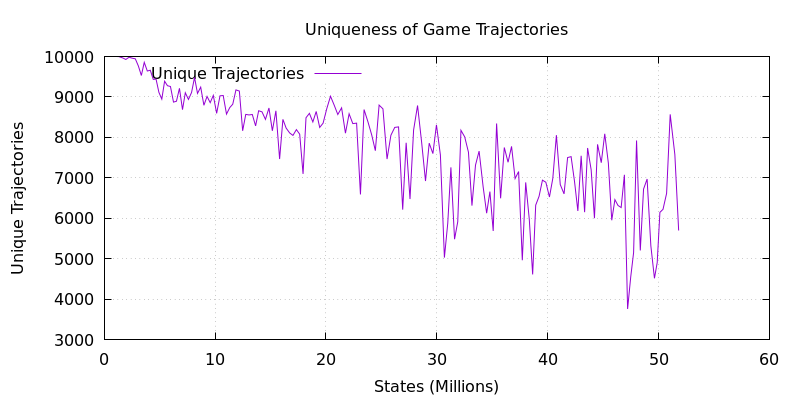 Uniqueness of Game Trajectories
10000
9000
8000
7000
6000
5000
4000
3000
Unique Trajectories
Unique Trajectories
0 10 20 30 40 50 60
States (Millions)